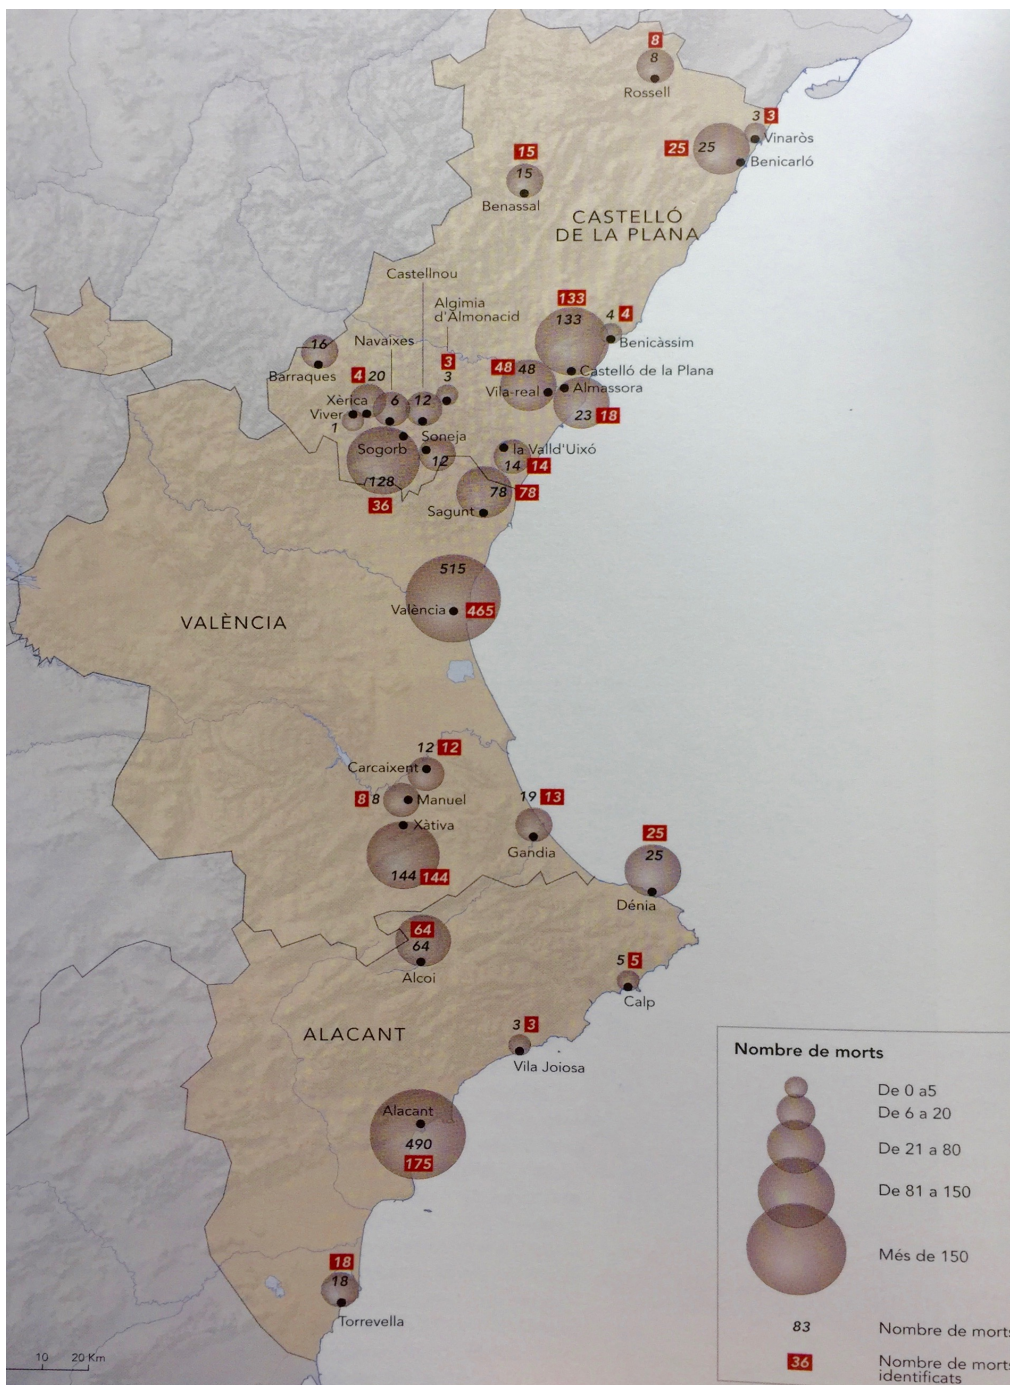 8
8
Rossell
3 3
Vinaròs
25 25
Benicarló
15
15
Benassal
CASTELLÓ
DE LA PLANA
Castellnou
Algimia
d'Almonacid
133
133
4 4
Benicàssim
Navaixes
16
Barraques
3
3
48 48
Castelló de la Plana
4 20
Xèrica
6
12
Vila-real
Almassora
Viver
1
23 18
Sogorb
Soneja
la Valld'Uixó
12
14 14
128
36
78 78
Sagunt
515
València
465
VALÈNCIA
12 12
Carcaixent
8 8
Manuel
19 13
Xàtiva
Gandia
25
25
144 144
Dénia
64
64
Alcoi
5 5
Calp
ALACANT
3 3
Vila Joiosa
Alacant
490
175
18
18
Torrevella
10 20 Km
Nombre de morts
De 0 a5
De 6 a 20
De 21 a 80
De 81 a 150
Més de 150
83 Nombre de morts
36 Nombre de morts
identificats